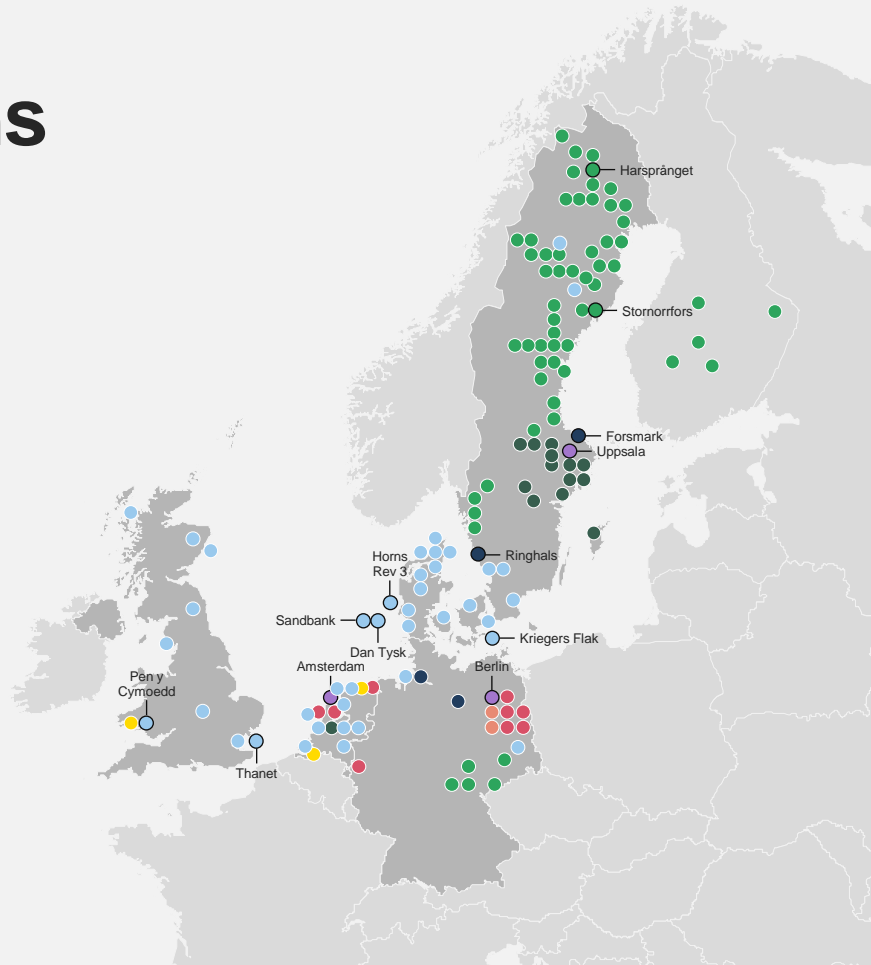 s
Harsprånget
Stornorrfors
Forsmark
Uppsala
Ringhals
Horns
Rev 3
Sandbank
Dan Tysk
Kriegers Flak
Amsterdam
Berlin
Pen y
Cymoedd
Thanet